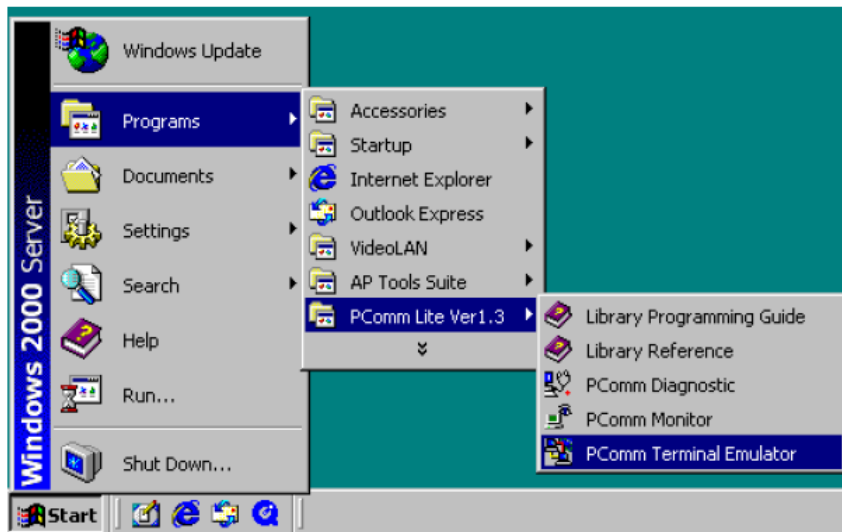 Windows 2000 Server
Windows Update
Programs
Documents
Settings
Search
Help
Run...
Shut Down...
Accessories
Startup
Internet Explorer
Outlook Express
VideoLAN
AP Tools Suite
PComm Lite Ver1.3
Library Programming Guide
Library Reference
PComm Diagnostic
PComm Monitor
PComm Terminal Emulator
Start